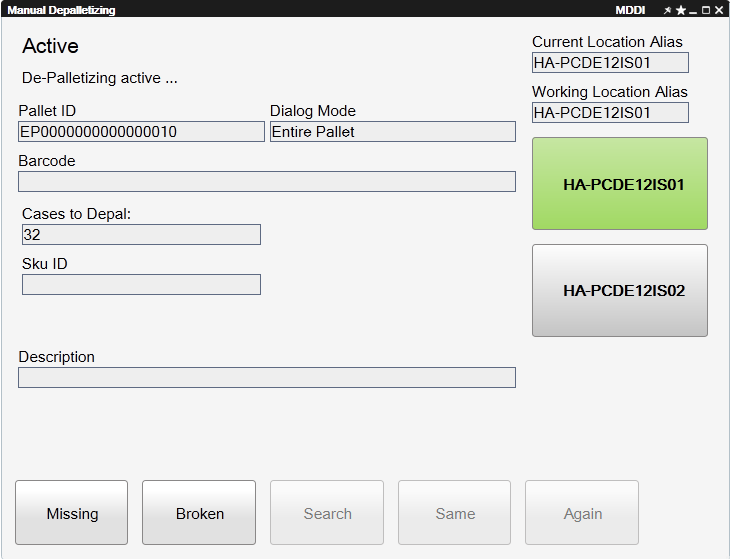 Manual Depalletizing
MDDI
Active
De-Palletizing active ...
Current Location Alias
HA-PCDE12IS01
Working Location Alias
HA-PCDE12IS01
Pallet ID
EP0000000000000010
Dialog Mode
Entire Pallet
Barcode
HA-PCDE12IS01
Cases to Depal:
32
Sku ID
HA-PCDE12IS02
Description
Missing
Broken
Search
Same
Again